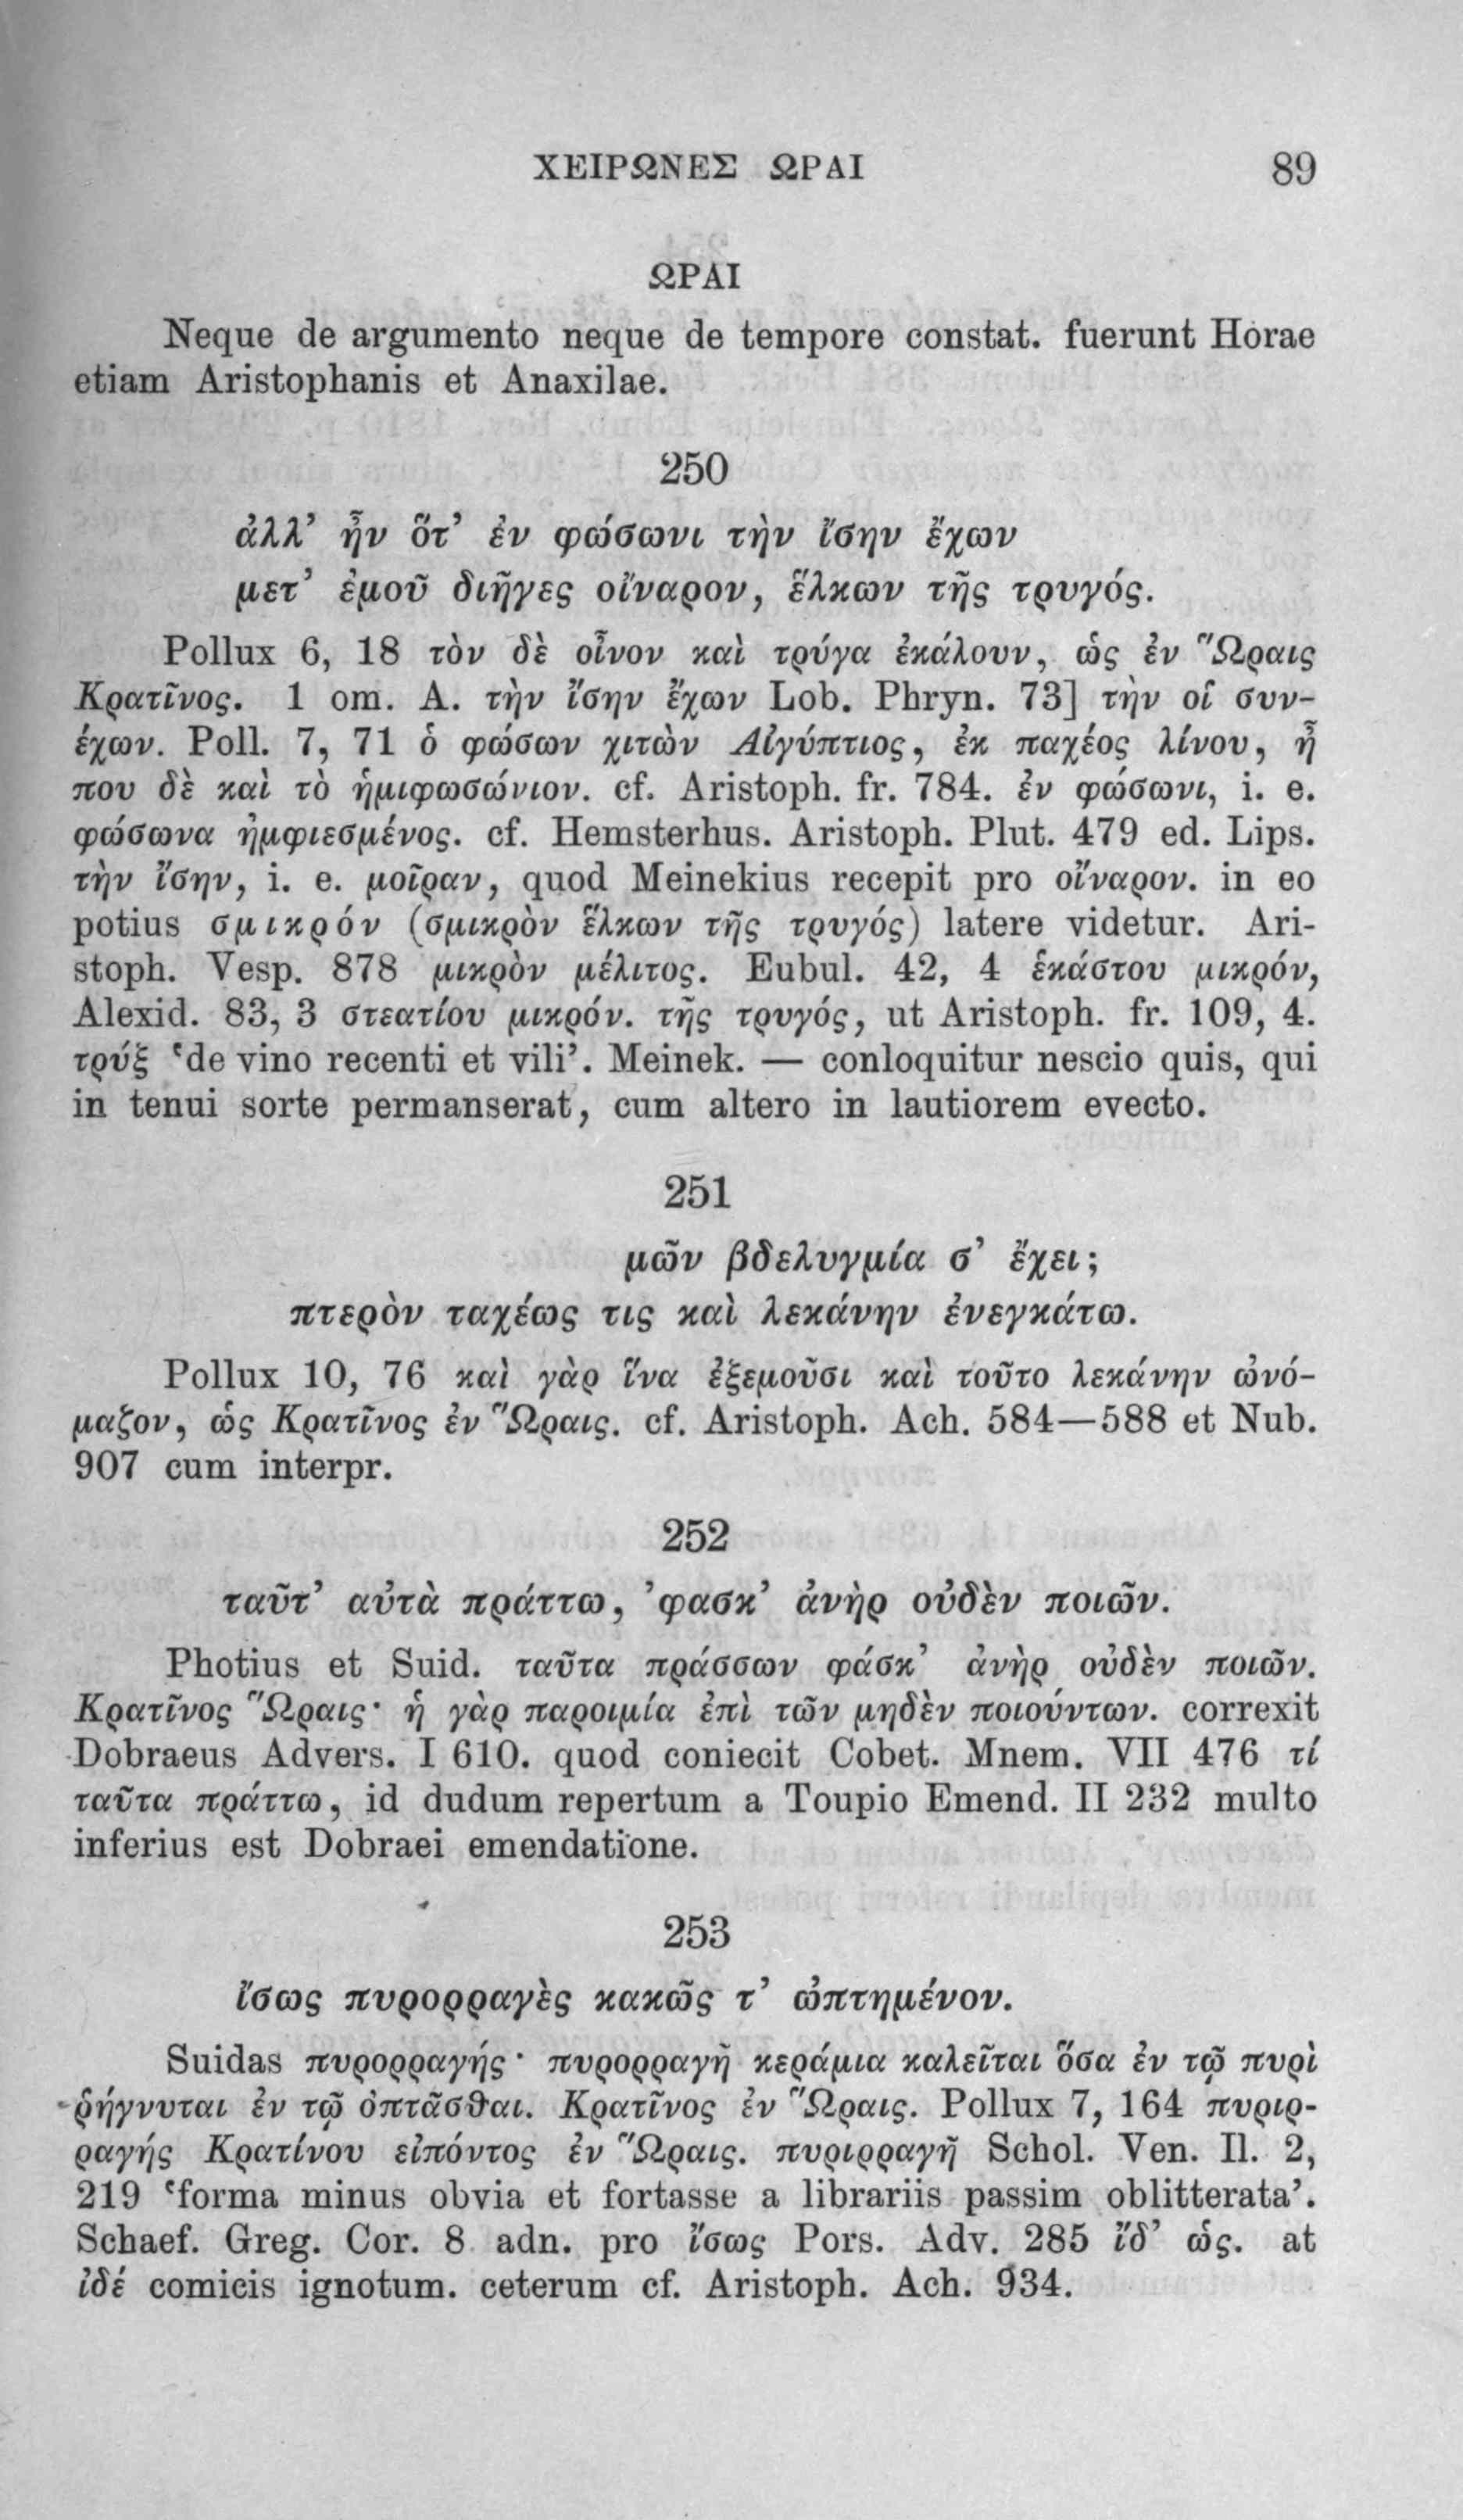 ΧΕΙΡΩΝΕΣ ΩΡΑΙ 89
ΩΡΑΙ
Neque de argumento neque de tempore constat. fuerunt Horae
etiam Aristophanis et Anaxilae.
250
ἀλλ’ ἦν ὅτ’ ἐν φώσωνι τὴν ἴσην ἔχων
μετ’ ἐμοῦ διῆγες οἴναρον, ἕλκων τῆς τρυγός.
Pollux 6, 18 τὸν δὲ οἶνον καὶ τρύγα ἐκάλουν, ὡς ἐν Ὥραις
Κρατῖνος. 1 om. A. τὴν ἴσην ἔχων Lob. Phryn. 73] τὴν οἵ συν-
έχων. Poll. 7, 71 ὁ φώσων χιτὼν Αἰγύπτιος, ἐκ παχέος λίνου, ἦ
που δὲ καὶ τὸ ἡμιφωσώνιον. cf. Aristoph. fr. 784. ἐν φώσωνι, i. e.
φώσωνα ἠμφιεσμένος. cf. Hemsterhus. Aristoph. Plut. 479 ed. Lips.
τὴν ἴσην, i. e. μοῖραν, quod Meinekius recepit pro οἴναρον. in eo
potius σμικρόν (σμικρὸν ἕλκων τῆς τρυγός) latere videtur. Ari-
stoph. Vesp. 878 μικρὸν μέλιτος. Eubul. 42, 4 ἑκάστου μικρόν,
Alexid. 83, 3 στεατίου μικρόν. τῆς τρυγός, ut Aristoph. fr. 109, 4.
τρύξ ‛de vino recenti et vili’. Meinek. — conloquitur nescio quis, qui
in tenui sorte permanserat, cum altero in lautiorem evecto.
251
μῶν βδελυγμία σ’ ἔχει;
πτερὸν ταχέως τις καὶ λεκάνην ἐνεγκάτω.
Pollux 10, 76 καὶ γὰρ ἵνα ἐξεμοῦσι καὶ τοῦτο λεκάνην ὠνό-
μαζον, ὡς Κρατῖνος ἐν Ὥραις. cf. Aristoph. Ach. 584—588 et Nub.
907 cum interpr.
252
ταῦτ’ αὐτὰ πράττω, ’φασκ’ ἀνὴρ οὐδὲν ποιῶν.
Photius et Suid. ταῦτα πράσσων φάσκ’ ἀνὴρ οὐδὲν ποιῶν.
Κρατῖνος Ὥραις· ἡ γὰρ παροιμία ἐπὶ τῶν μηδὲν ποιούντων. correxit
Dobraeus Advers. I 610. quod coniecit Cobet. Mnem. VII 476 τί
ταῦτα πράττω, id dudum repertum a Toupio Emend. II 232 multo
inferius est Dobraei emendatione.
253
ἴσως πυρορραγὲς κακῶς τ’ ὠπτημένον.
Suidas πυρορραγής· πυρορραγῆ κεράμια καλεῖται ὅσα ἐν τῷ πυρὶ
ῥήγνυται ἐν τῷ ὀπτᾶσθαι. Κρατῖνος ἐν Ὥραις. Pollux 7, 164 πυριρ-
ραγής Κρατίνου εἰπόντος ἐν Ὥραις. πυριρραγῆ Schol. Ven. Il. 2,
219 ‛forma minus obvia et fortasse a librariis passim oblitterata’.
Schaef. Greg. Cor. 8 adn. pro ἴσως Pors. Adv. 285 ἴδ’ ὡς. at
ἰδέ comicis ignotum. ceterum cf. Aristoph. Ach. 934.